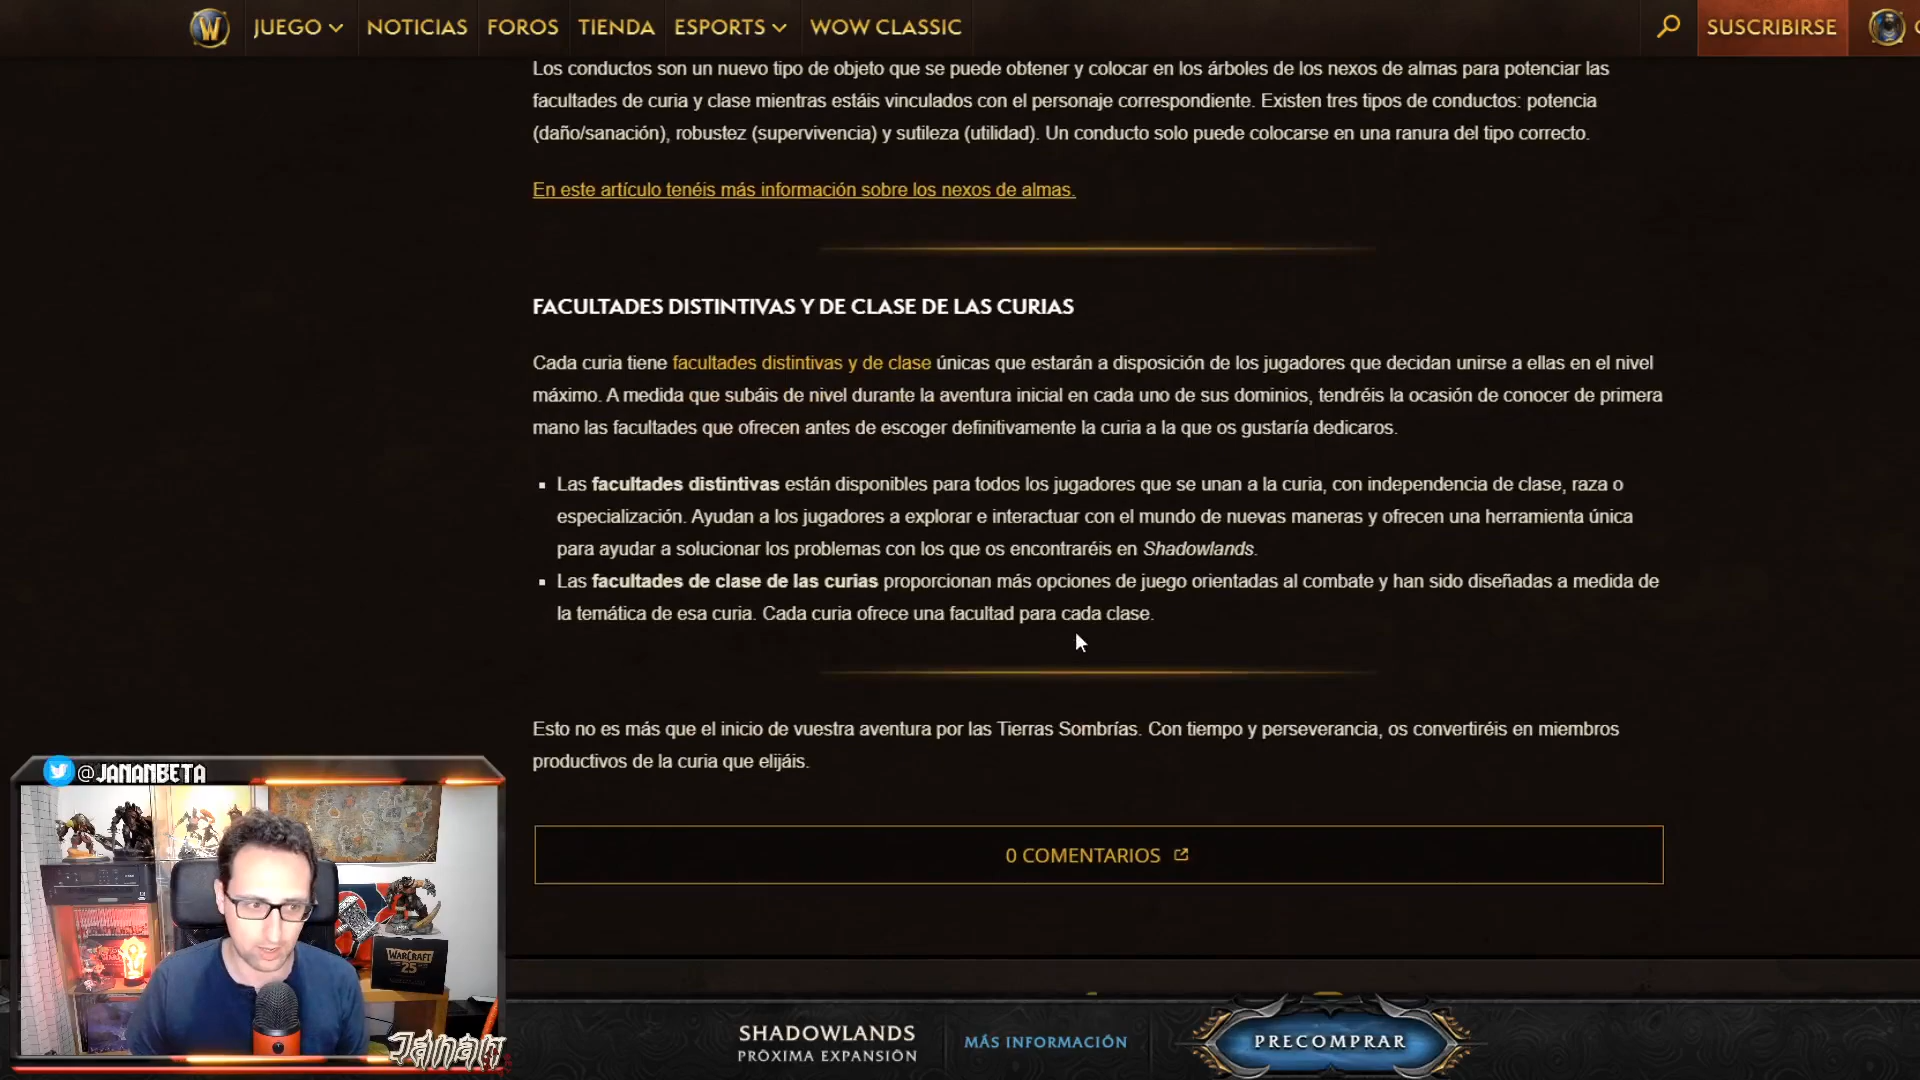 JUEGO NOTICIAS FOROS TIENDA ESPORTS WOW CLASSIC SUSCRIBIRSE
Los conductos son un nuevo tipo de objeto que se puede obtener y colocar en los árboles de los nexos de almas para potenciar las
facultades de curia y clase mientras estáis vinculados con el personaje correspondiente. Existen tres tipos de conductos: potencia
(daño/sanación), robustez (supervivencia) y sutileza (utilidad). Un conducto solo puede colocarse en una ranura del tipo correcto.
En este artículo tenéis más información sobre los nexos de almas.
FACULTADES DISTINTIVAS Y DE CLASE DE LAS CURIAS
Cada curia tiene facultades distintivas y de clase únicas que estarán a disposición de los jugadores que decidan unirse a ellas en el nivel
máximo. A medida que subáis de nivel durante la aventura inicial en cada uno de sus dominios, tendréis la ocasión de conocer de primera
mano las facultades que ofrecen antes de escoger definitivamente la curia a la que os gustaría dedicaros.
Las facultades distintivas están disponibles para todos los jugadores que se unan a la curia, con independencia de clase, raza o
especialización. Ayudan a los jugadores a explorar e interactuar con el mundo de nuevas maneras y ofrecen una herramienta única
para ayudar a solucionar los problemas con los que os encontraréis en Shadowlands.
Las facultades de clase de las curias proporcionan más opciones de juego orientadas al combate y han sido diseñadas a medida de
la temática de esa curia. Cada curia ofrece una facultad para cada clase.
Esto no es más que el inicio de vuestra aventura por las Tierras Sombrías. Con tiempo y perseverancia, os convertiréis en miembros
productivos de la curia que elijáis.
0 COMENTARIOS
@JANANBETA
WARCRAFT
25
Janan
SHADOWLANDS
PRÓXIMA EXPANSIÓN
MÁS INFORMACIÓN
PRECOMPRAR